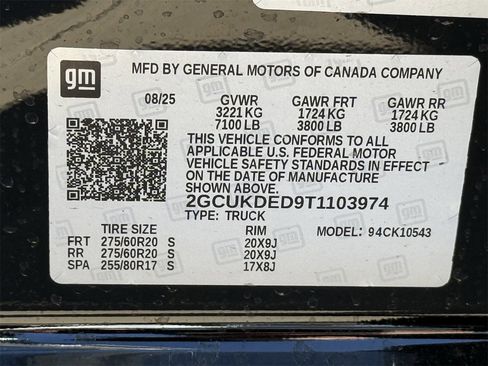 gm
MFD BY GENERAL MOTORS OF CANADA COMPANY
08/25 GVWR GAWR FRT GAWR RR
3221 KG 1724 KG 1724 KG
7100 LB 3800 LB 3800 LB
THIS VEHICLE CONFORMS TO ALL
APPLICABLE U.S. FEDERAL MOTOR
VEHICLE SAFETY STANDARDS IN EFFECT
ON THE DATE OF MANUFACTURE
SHOWN ABOVE.
2GCUKDED9T1103974
TYPE: TRUCK MODEL: 94CK10543
TIRE SIZE RIM
FRT 275/60R20 S 20X9J
RR 275/60R20 S 20X9J
SPA 255/80R17 S 17X8J